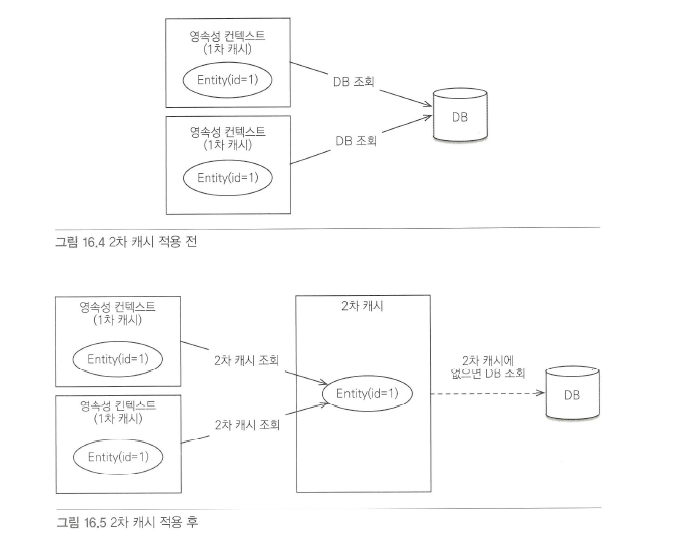 영속성 컨텍스트
(1차 캐시)
Entity(id=1)
DB 조회
영속성 컨텍스트
(1차 캐시)
Entity(id=1)
DB 조회
DB
그림 16.4 2차 캐시 적용 전
영속성 컨텍스트
(1차 캐시)
Entity(id=1)
2차 캐시 조회
영속성 컨텍스트
(1차 캐시)
Entity(id=1)
2차 캐시 조회
2차 캐시
Entity(id=1)
2차 캐시에
없으면 DB 조회
DB
그림 16.5 2차 캐시 적용 후